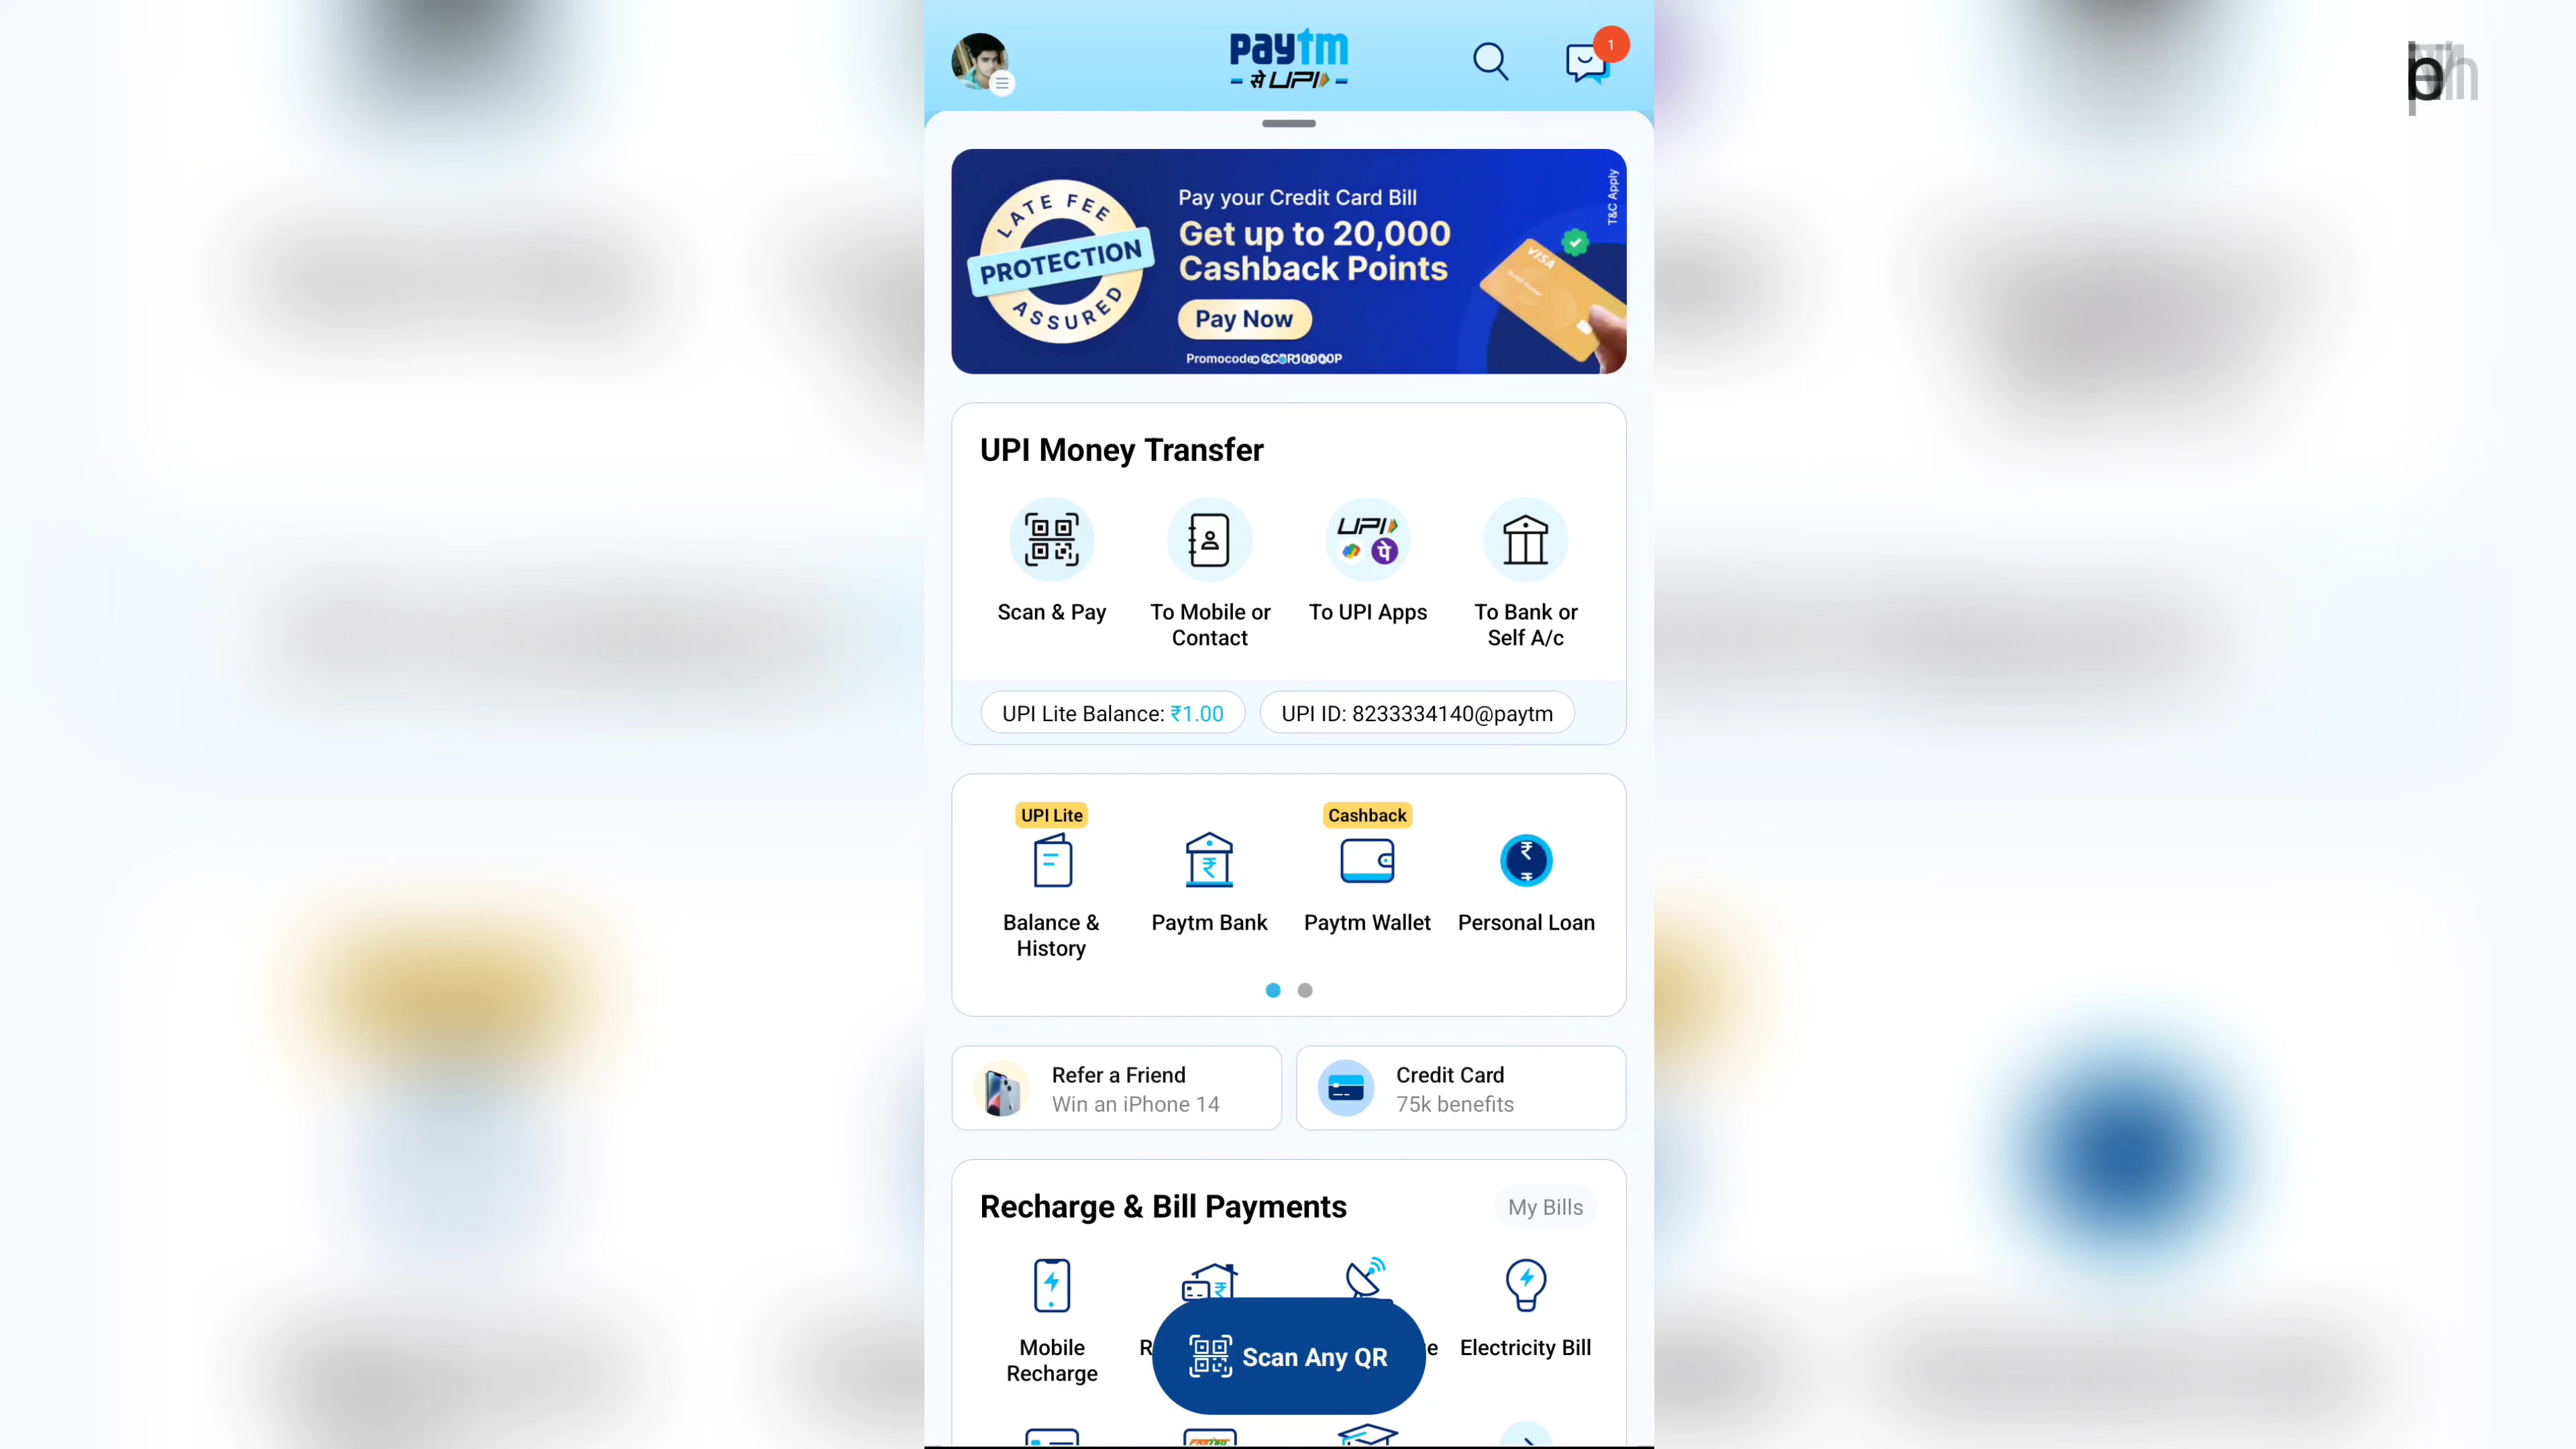 paytm
से UPI
1
LATE FEE
PROTECTION
ASSURED
Pay your Credit Card Bill
Get up to 20,000
Cashback Points
Pay Now
Promocode:
T&C Apply
VISA
UPI Money Transfer
UPI
पे
Scan & Pay
To Mobile or
Contact
To UPI Apps
To Bank or
Self A/c
UPI Lite Balance: ₹1.00
UPI ID: 8233334140@paytm
UPI Lite
Cashback
Balance &
History
Paytm Bank
Paytm Wallet
Personal Loan
Refer a Friend
Win an iPhone 14
Credit Card
75k benefits
Recharge & Bill Payments
My Bills
Mobile
Recharge
Electricity Bill
Scan Any QR